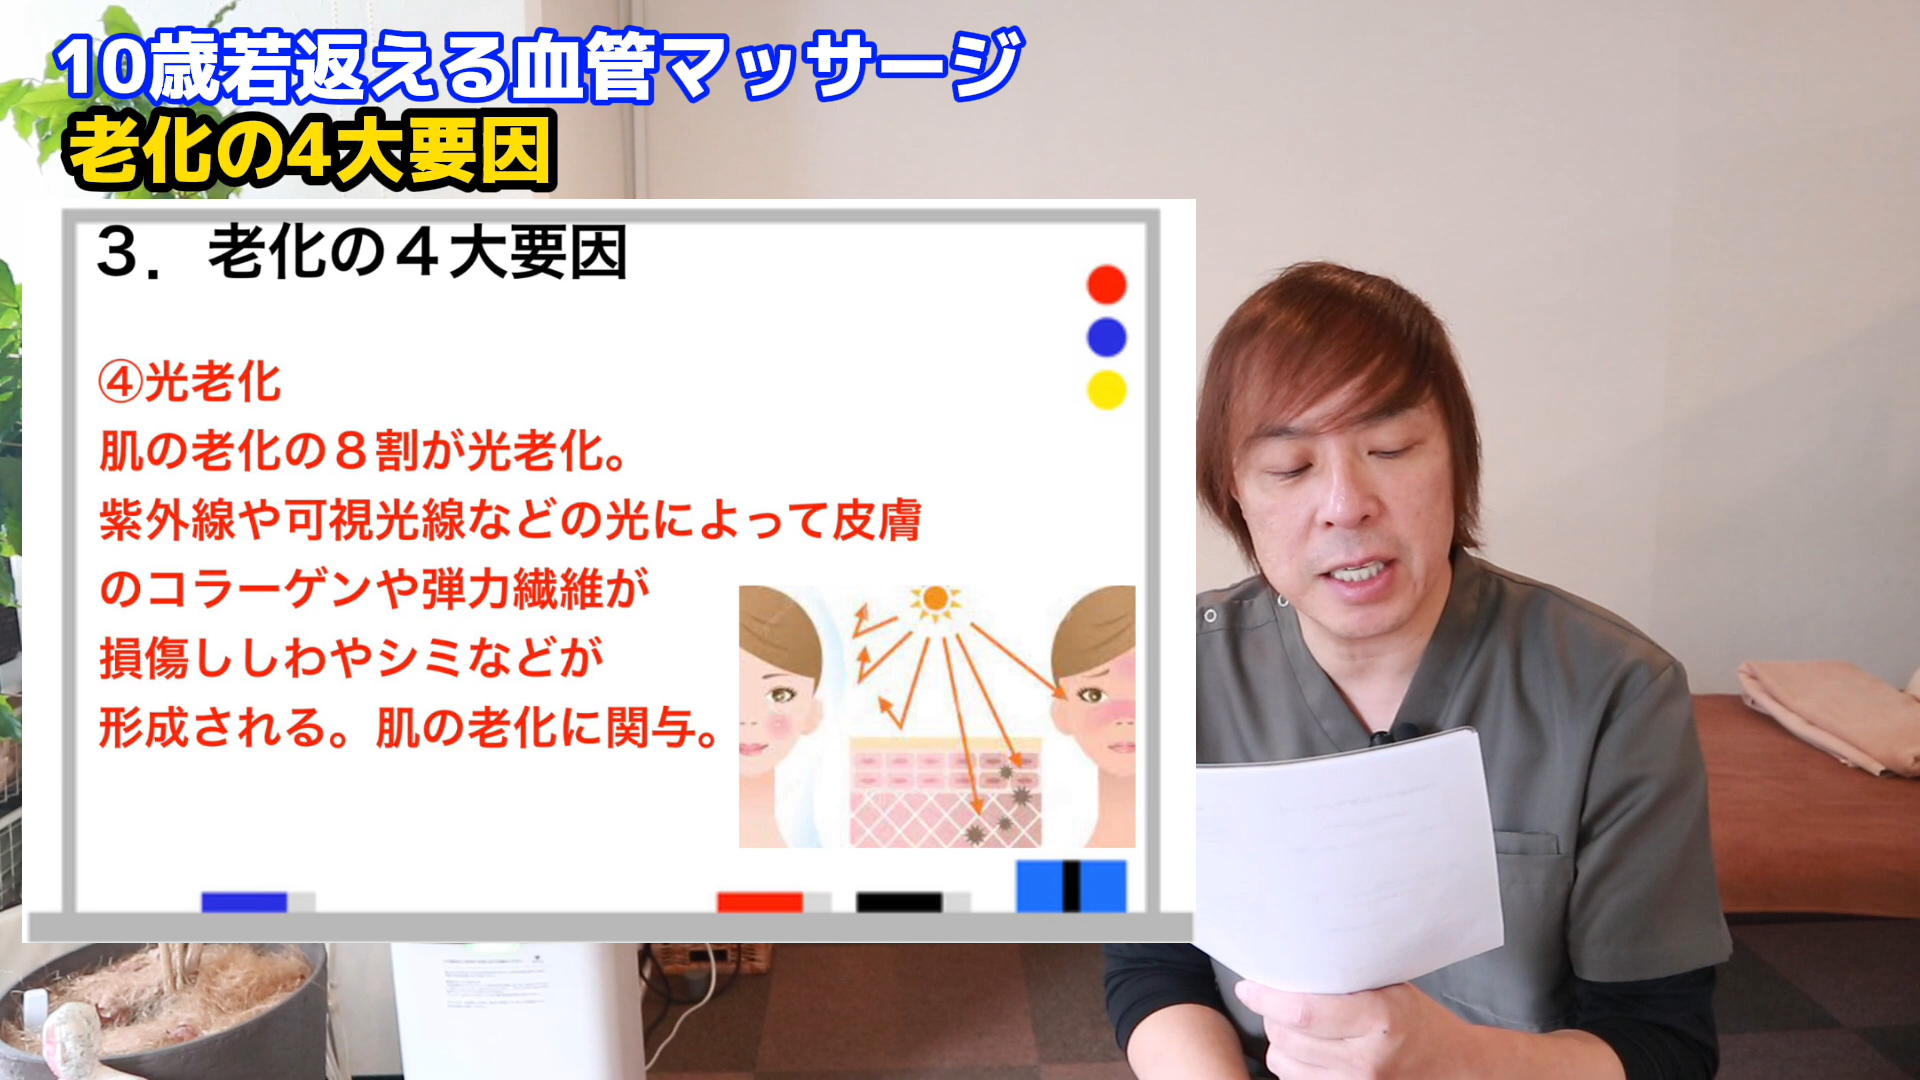 10歳若返える血管マッサージ
老化の4大要因
３．老化の４大要因
④光老化
肌の老化の８割が光老化。
紫外線や可視光線などの光によって皮膚
のコラーゲンや弾力繊維が
損傷ししわやシミなどが
形成される。肌の老化に関与。